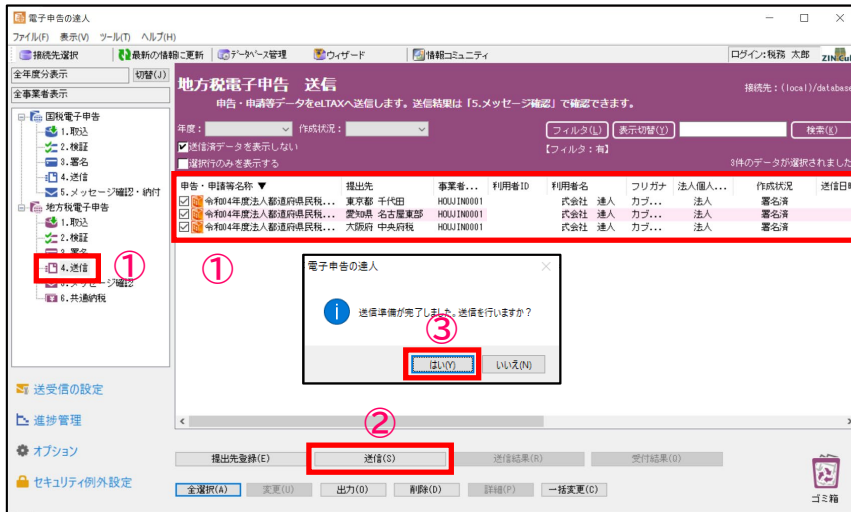 電子申告の達人
ファイル(F) 表示(V) ツール(T) ヘルプ(H)
接続先選択 最新の情報に更新 データベース管理 ウィザード 情報コミュニティ ログイン:税務 太郎
全年度分表示 切替(J)
全事業者表示
国税電子申告
1.取込
2.検証
3.署名
4.送信
5.メッセージ確認・納付
地方税電子申告
1.取込
2.検証
3.署名
4.送信
①
5.メッセージ確認
6.共通納税
送受信の設定
進捗管理
オプション
セキュリティ例外設定
地方税電子申告 送信
接続先:(local)/database
申告・申請等データをeLTAXへ送信します。送信結果は「5.メッセージ確認」で確認できます。
年度: 作成状況: フィルタ(L) 表示切替(Y) 検索(K)
送信済データを表示しない 【フィルタ:有】
選択行のみを表示する 3件のデータが選択されました
申告・申請等名称 ▼ 提出先 事業者... 利用者ID 利用者名 フリガナ 法人個人... 作成状況 送信日時
令和04年度法人都道府県民税... 東京都 千代田 HOUJIN0001 式会社 達人 カブ... 法人 署名済
令和04年度法人都道府県民税... 愛知県 名古屋東部 HOUJIN0001 式会社 達人 カブ... 法人 署名済
令和04年度法人都道府県民税... 大阪府 中央府税 HOUJIN0001 式会社 達人 カブ... 法人 署名済
①
電子申告の達人
送信準備が完了しました。送信を行いますか?
③
はい(Y) いいえ(N)
②
提出先登録(E) 送信(S) 送信結果(R) 受付結果(Q)
全選択(A) 変更(U) 出力(O) 削除(D) 詳細(P) 一括変更(C)
ゴミ箱